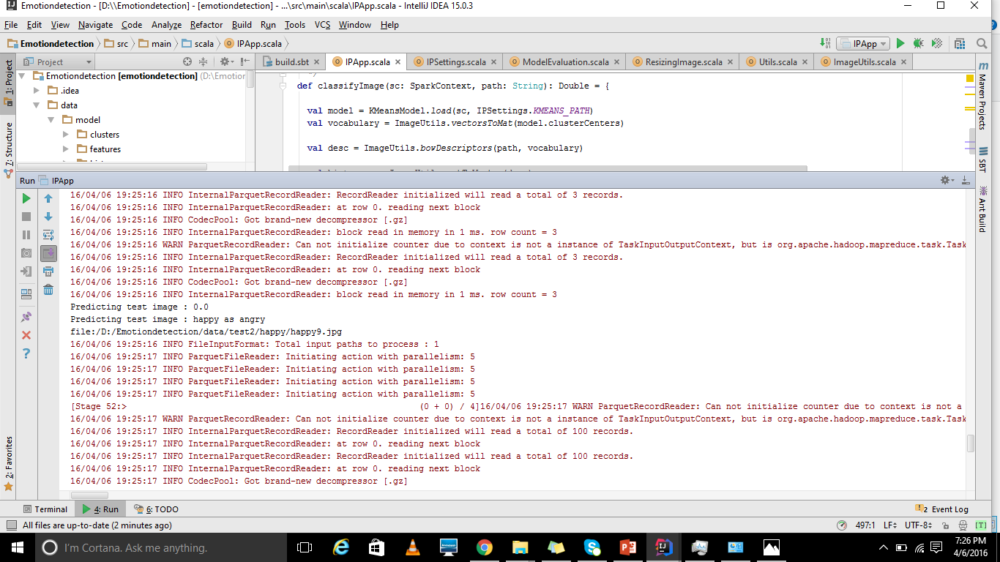 Emotiondetection - [D:\\Emotiondetection] - [emotiondetection] - ...\src\main\scala\IPApp.scala - IntelliJ IDEA 15.0.3
File Edit View Navigate Code Analyze Refactor Build Run Tools VCS Window Help
Emotiondetection src main scala IPApp.scala IPApp
1: Project
7: Structure
2: Favorites
Project
Emotiondetection [emotiondetection] (D:\Emotior
.idea
data
model
clusters
features
build.sbt IPApp.scala IPSettings.scala ModelEvaluation.scala ResizingImage.scala Utils.scala ImageUtils.scala
*/
def classifyImage(sc: SparkContext, path: String): Double = {
val model = KMeansModel.load(sc, IPSettings.KMEANS_PATH)
val vocabulary = ImageUtils.vectorsToMat(model.clusterCenters)
val desc = ImageUtils.bowDescriptors(path, vocabulary)
Maven Projects
SBT
Ant Build
Run IPApp
16/04/06 19:25:16 INFO InternalParquetRecordReader: RecordReader initialized will read a total of 3 records.
16/04/06 19:25:16 INFO InternalParquetRecordReader: at row 0. reading next block
16/04/06 19:25:16 INFO CodecPool: Got brand-new decompressor [.gz]
16/04/06 19:25:16 INFO InternalParquetRecordReader: block read in memory in 1 ms. row count = 3
16/04/06 19:25:16 WARN ParquetRecordReader: Can not initialize counter due to context is not a instance of TaskInputOutputContext, but is org.apache.hadoop.mapreduce.task.Task
16/04/06 19:25:16 INFO InternalParquetRecordReader: RecordReader initialized will read a total of 3 records.
16/04/06 19:25:16 INFO InternalParquetRecordReader: at row 0. reading next block
16/04/06 19:25:16 INFO CodecPool: Got brand-new decompressor [.gz]
16/04/06 19:25:16 INFO InternalParquetRecordReader: block read in memory in 1 ms. row count = 3
Predicting test image : 0.0
Predicting test image : happy as angry
file:/D:/Emotiondetection/data/test2/happy/happy9.jpg
16/04/06 19:25:16 INFO FileInputFormat: Total input paths to process : 1
16/04/06 19:25:17 INFO ParquetFileReader: Initiating action with parallelism: 5
16/04/06 19:25:17 INFO ParquetFileReader: Initiating action with parallelism: 5
16/04/06 19:25:17 INFO ParquetFileReader: Initiating action with parallelism: 5
16/04/06 19:25:17 INFO ParquetFileReader: Initiating action with parallelism: 5
[Stage 52:> (0 + 0) / 4]16/04/06 19:25:17 WARN ParquetRecordReader: Can not initialize counter due to context is not a
16/04/06 19:25:17 WARN ParquetRecordReader: Can not initialize counter due to context is not a instance of TaskInputOutputContext, but is org.apache.hadoop.mapreduce.task.Task
16/04/06 19:25:17 INFO InternalParquetRecordReader: RecordReader initialized will read a total of 100 records.
16/04/06 19:25:17 INFO InternalParquetRecordReader: at row 0. reading next block
16/04/06 19:25:17 INFO InternalParquetRecordReader: RecordReader initialized will read a total of 100 records.
16/04/06 19:25:17 INFO InternalParquetRecordReader: at row 0. reading next block
16/04/06 19:25:17 INFO CodecPool: Got brand-new decompressor [.gz]
Terminal 4: Run 6: TODO 2 Event Log
All files are up-to-date (2 minutes ago) 497:1 LF UTF-8 [T]
I'm Cortana. Ask me anything. 7:26 PM
4/6/2016